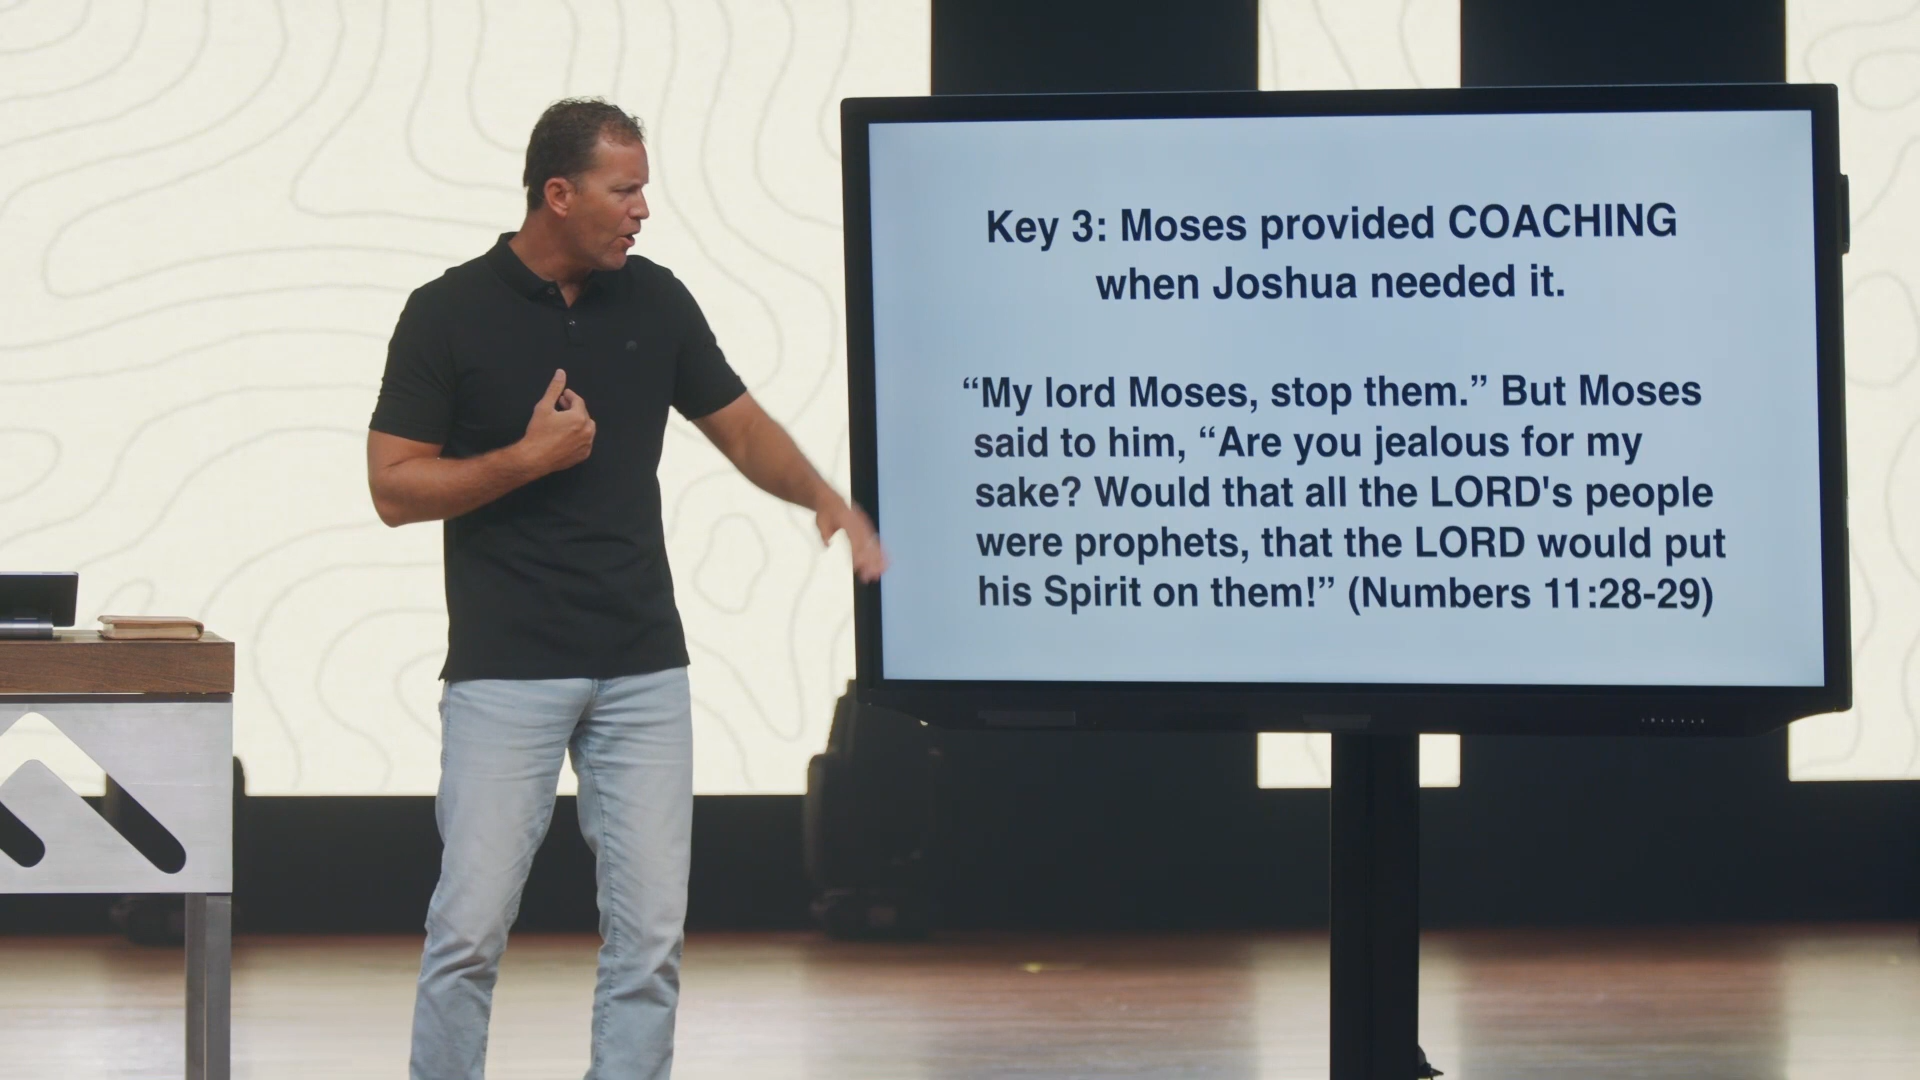 Key 3: Moses provided COACHING
when Joshua needed it.
“My lord Moses, stop them.” But Moses
said to him, “Are you jealous for my
sake? Would that all the LORD's people
were prophets, that the LORD would put
his Spirit on them!” (Numbers 11:28-29)